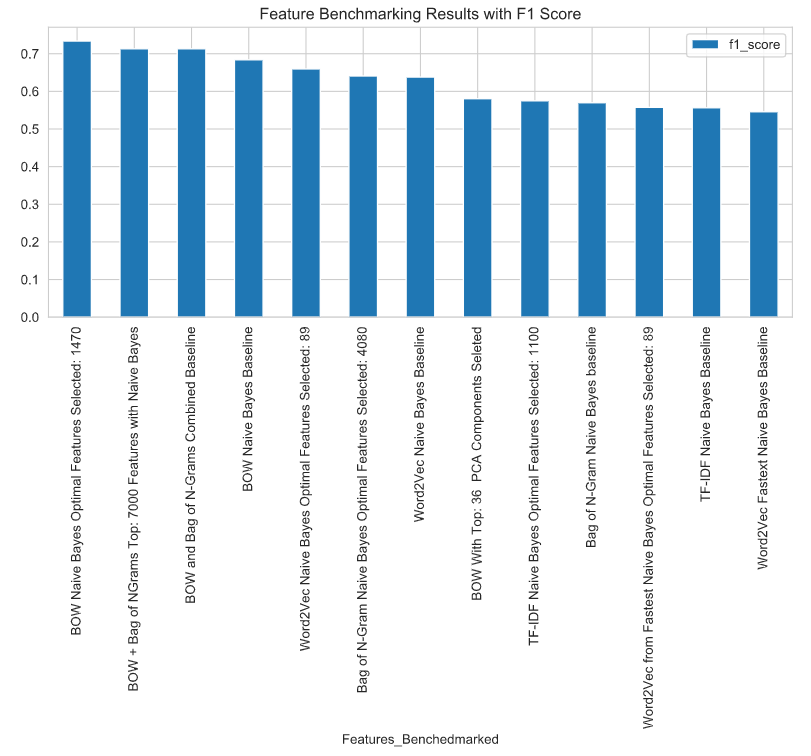 Feature Benchmarking Results with F1 Score
f1_score
0.7
0.6
0.5
0.4
0.3
0.2
0.1
0.0
BOW Naive Bayes Optimal Features Selected: 1470
BOW + Bag of NGrams Top: 7000 Features with Naive Bayes
BOW and Bag of N-Grams Combined Baseline
BOW Naive Bayes Baseline
Word2Vec Naive Bayes Optimal Features Selected: 89
Bag of N-Gram Naive Bayes Optimal Features Selected: 4080
Word2Vec Naive Bayes Baseline
BOW With Top: 36  PCA Components Seleted
TF-IDF Naive Bayes Optimal Features Selected: 1100
Bag of N-Gram Naive Bayes baseline
Word2Vec from Fastest Naive Bayes Optimal Features Selected: 89
TF-IDF Naive Bayes Baseline
Word2Vec Fastext Naive Bayes Baseline
Features_Benchedmarked